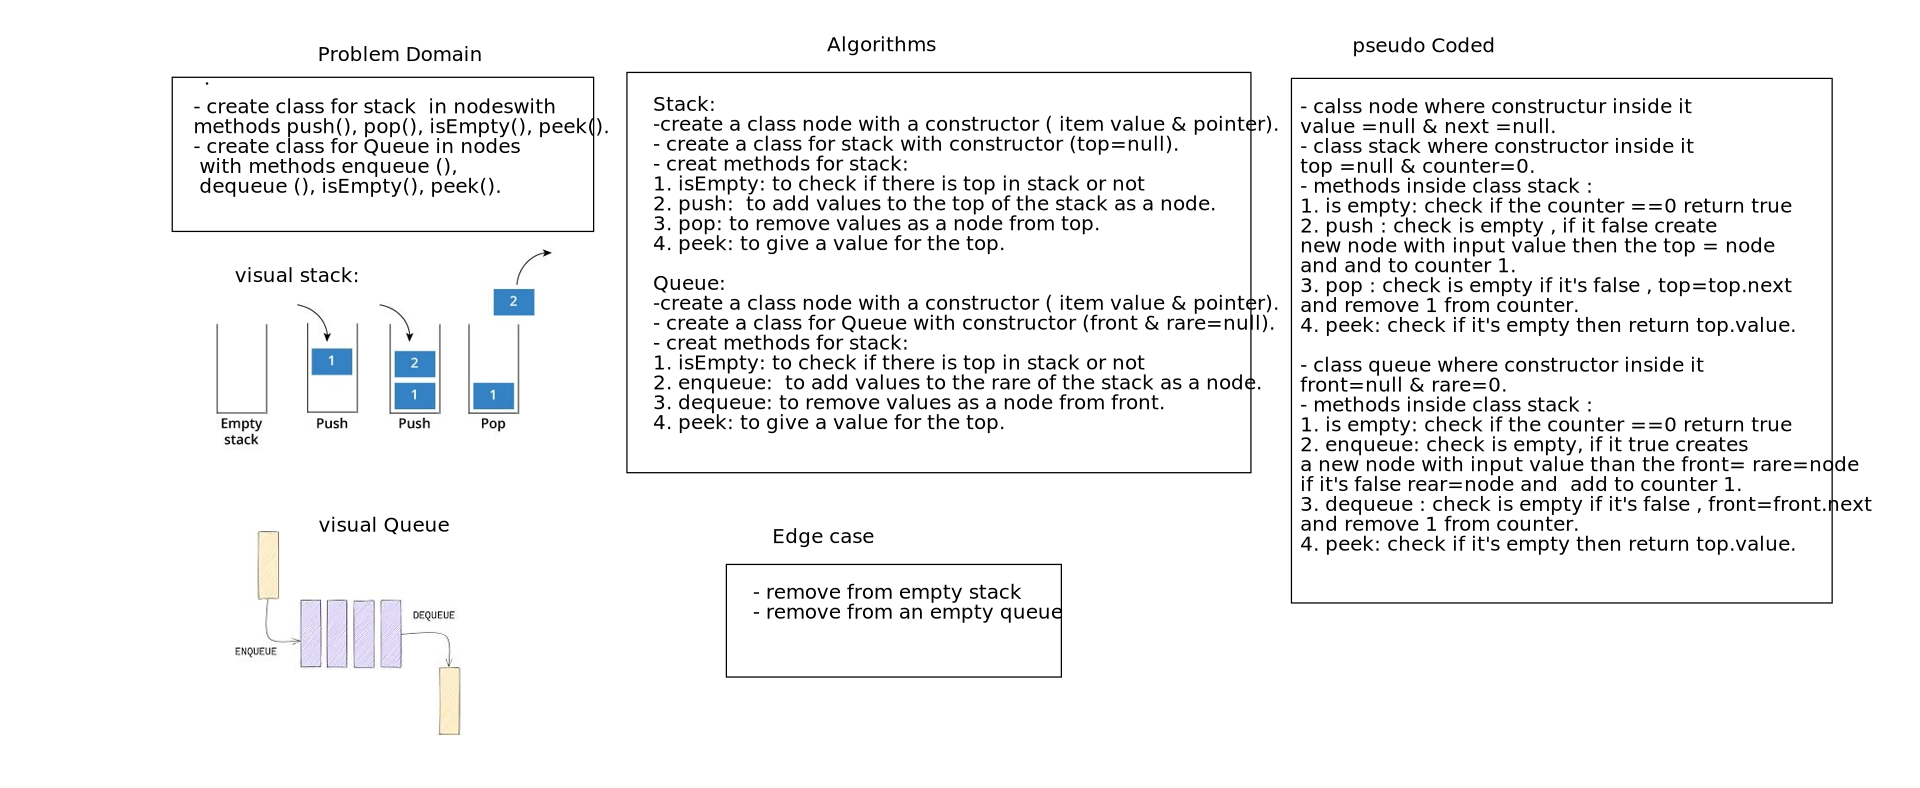 Problem Domain
- create class for stack  in nodeswith
methods push(), pop(), isEmpty(), peek().
- create class for Queue in nodes
with methods enqueue (),
dequeue (), isEmpty(), peek().
visual stack:
2
1
2
1
1
Empty
stack
Push
Push
Pop
visual Queue
DEQUEUE
ENQUEUE
Algorithms
Stack:
-create a class node with a constructor ( item value & pointer).
- create a class for stack with constructor (top=null).
- creat methods for stack:
1. isEmpty: to check if there is top in stack or not
2. push:  to add values to the top of the stack as a node.
3. pop: to remove values as a node from top.
4. peek: to give a value for the top.
Queue:
-create a class node with a constructor ( item value & pointer).
- create a class for Queue with constructor (front & rare=null).
- creat methods for stack:
1. isEmpty: to check if there is top in stack or not
2. enqueue:  to add values to the rare of the stack as a node.
3. dequeue: to remove values as a node from front.
4. peek: to give a value for the top.
Edge case
- remove from empty stack
- remove from an empty queue
pseudo Coded
- calss node where constructur inside it
value =null & next =null.
- class stack where constructor inside it
top =null & counter=0.
- methods inside class stack :
1. is empty: check if the counter ==0 return true
2. push : check is empty , if it false create
new node with input value then the top = node
and and to counter 1.
3. pop : check is empty if it's false , top=top.next
and remove 1 from counter.
4. peek: check if it's empty then return top.value.
- class queue where constructor inside it
front=null & rare=0.
- methods inside class stack :
1. is empty: check if the counter ==0 return true
2. enqueue: check is empty, if it true creates
a new node with input value than the front= rare=node
if it's false rear=node and  add to counter 1.
3. dequeue : check is empty if it's false , front=front.next
and remove 1 from counter.
4. peek: check if it's empty then return top.value.